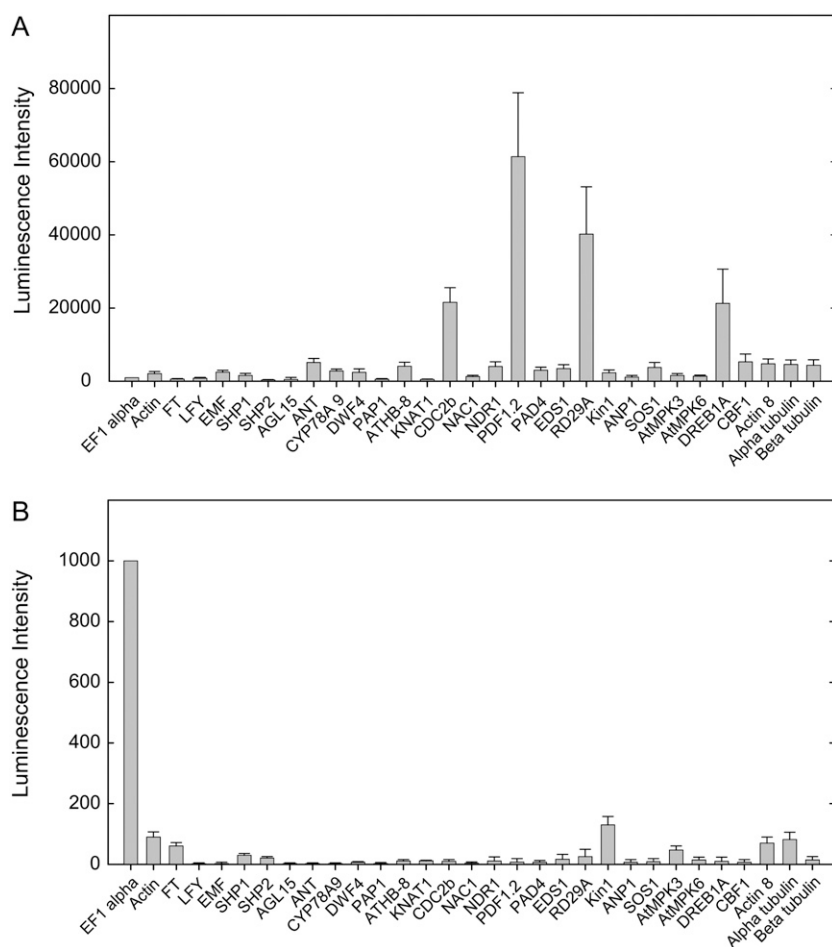 A
Luminescence Intensity
80000
60000
40000
20000
0
EF1 alpha
Actin
FT
LFY
EMF
SHP1
SHP2
AGL15
ANT
CYP78A 9
DWF4
PAP1
ATHB-8
KNAT1
CDC2b
NAC1
NDR1
PDF1.2
PAD4
EDS1
RD29A
Kin1
ANP1
SOS1
AtMPK3
AtMPK6
DREB1A
CBF1
Actin 8
Alpha tubulin
Beta tubulin
B
Luminescence Intensity
1000
800
600
400
200
0
EF1 alpha
Actin
FT
LFY
EMF
SHP1
SHP2
AGL15
ANT
CYP78A9
DWF4
PAP1
ATHB-8
KNAT1
CDC2b
NAC1
NDR1
PDF1.2
PAD4
EDS1
RD29A
Kin1
ANP1
SOS1
AtMPK3
AtMPK6
DREB1A
CBF1
Actin 8
Alpha tubulin
Beta tubulin